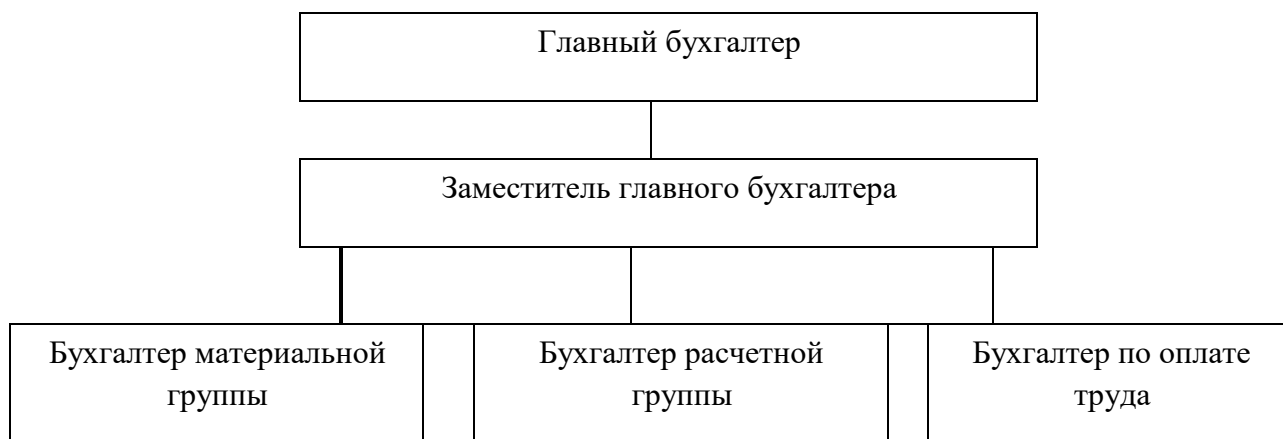 Главный бухгалтер
Заместитель главного бухгалтера
Бухгалтер материальной
группы
Бухгалтер расчетной
группы
Бухгалтер по оплате
труда